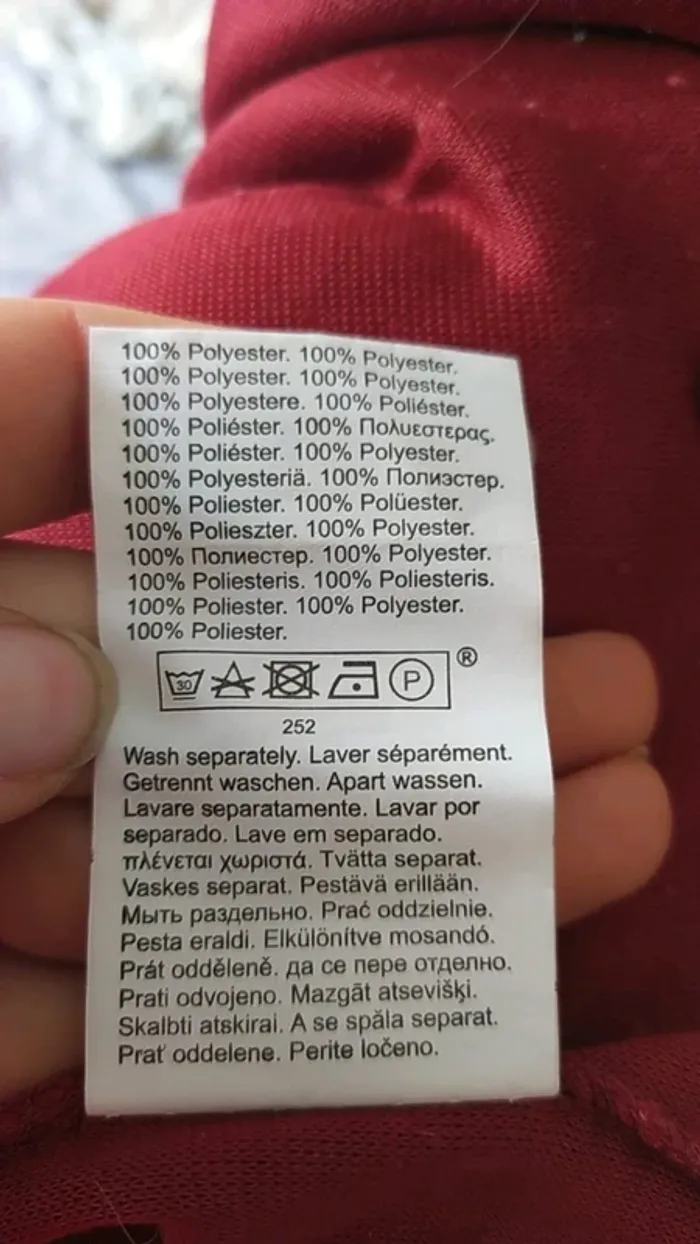 100% Polyester. 100% Polyester.
100% Polyester. 100% Polyester.
100% Polyestere. 100% Poliéster.
100% Poliéster. 100% Πολυεστερας.
100% Poliéster. 100% Polyester.
100% Polyesteriä. 100% Полиэстер.
100% Poliester. 100% Polüester.
100% Polieszter. 100% Polyester.
100% Полиестер. 100% Polyester.
100% Poliesteris. 100% Poliesteris.
100% Poliester. 100% Polyester.
100% Poliester.
30 P ®
252
Wash separately. Laver séparément.
Getrennt waschen. Apart wassen.
Lavare separatamente. Lavar por
separado. Lave em separado.
πλένεται χωριστά. Tvätta separat.
Vaskes separat. Pestävä erillään.
Мыть раздельно. Prać oddzielnie.
Pesta eraldi. Elkülönítve mosandó.
Prát odděleně. да се пере отделно.
Prati odvojeno. Mazgāt atsevišķi.
Skalbti atskirai. A se spăla separat.
Prať oddelene. Perite ločeno.